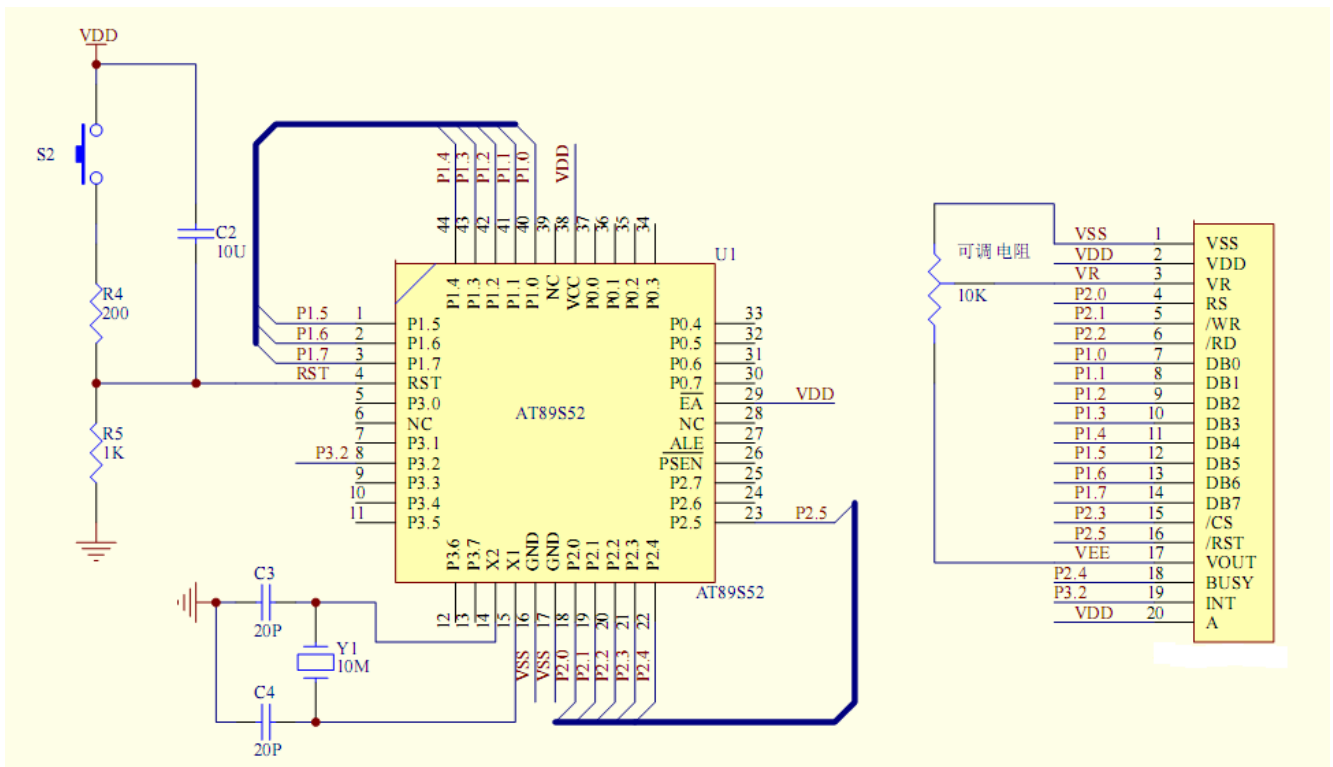 VDD
S2
C2
10U
R4
200
R5
1K
P1.4
P1.3
P1.2
P1.1
P1.0
VDD
44
43
42
41
40
39
38
37
36
35
34
U1
P1.4
P1.3
P1.2
P1.1
P1.0
NC
VCC
P0.0
P0.1
P0.2
P0.3
P1.5 1 P1.5
P1.6 2 P1.6
P1.7 3 P1.7
RST 4 RST
5 P3.0
6 NC
7 P3.1
P3.2 8 P3.2
9 P3.3
10 P3.4
11 P3.5
AT89S52
P0.4 33
P0.5 32
P0.6 31
P0.7 30
EA 29 VDD
NC 28
ALE 27
PSEN 26
P2.7 25
P2.6 24
P2.5 23 P2.5
P3.6
P3.7
X2
X1
GND
GND
P2.0
P2.1
P2.2
P2.3
P2.4
AT89S52
12
13
14
15
16
17
18
19
20
21
22
VSS
VSS
P2.0
P2.1
P2.2
P2.3
P2.4
C3
20P
Y1
10M
C4
20P
可调电阻
10K
VSS 1 VSS
VDD 2 VDD
VR 3 VR
P2.0 4 RS
P2.1 5 /WR
P2.2 6 /RD
P1.0 7 DB0
P1.1 8 DB1
P1.2 9 DB2
P1.3 10 DB3
P1.4 11 DB4
P1.5 12 DB5
P1.6 13 DB6
P1.7 14 DB7
P2.3 15 /CS
P2.5 16 /RST
VEE 17 VOUT
P2.4 18 BUSY
P3.2 19 INT
VDD 20 A